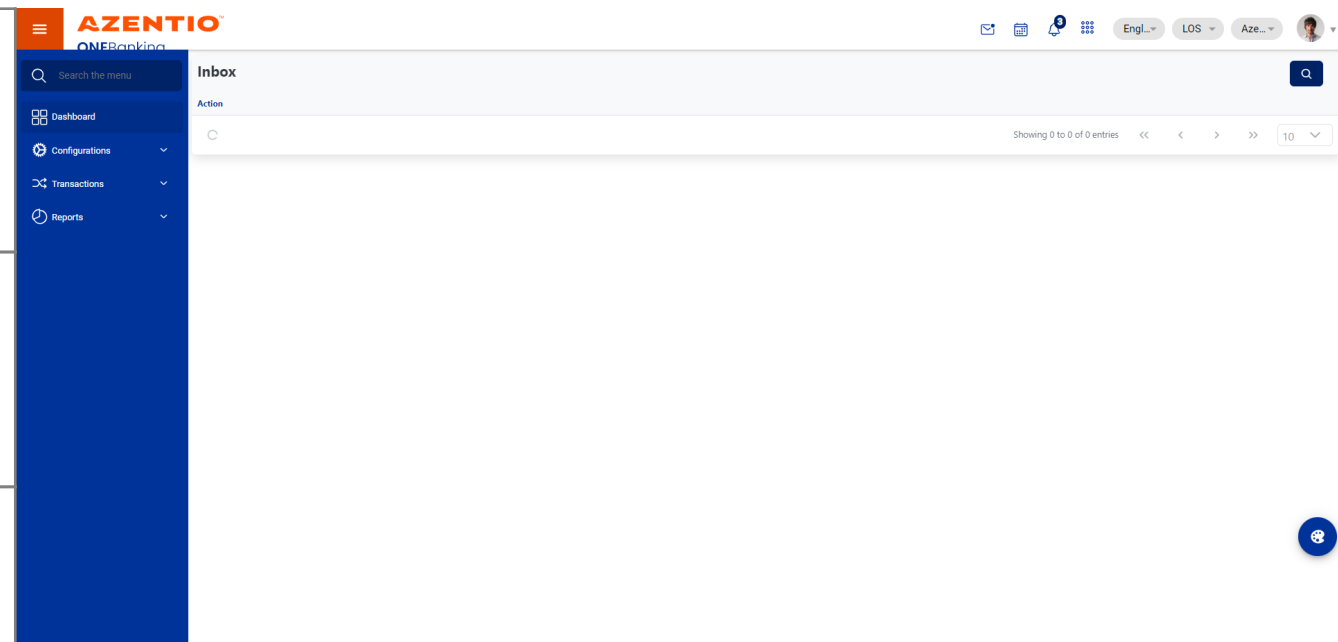 AZENTIO™
ONEBanking
3
Engl...
LOS
Aze...
Search the menu
Dashboard
Configurations
Transactions
Reports
Inbox
Action
Showing 0 to 0 of 0 entries
10